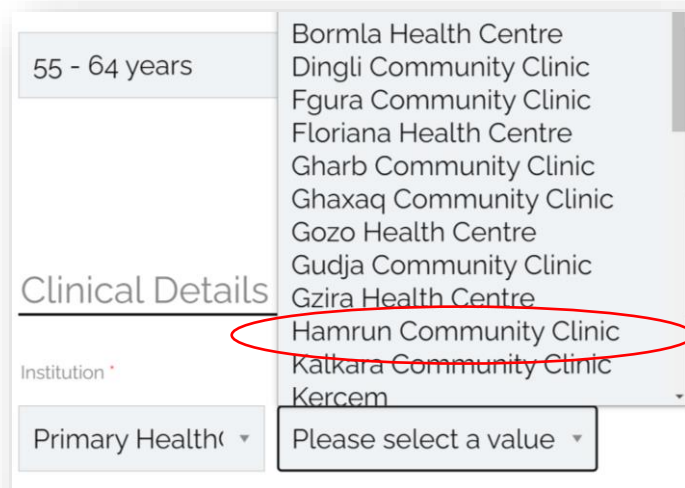 55 - 64 years
Bormla Health Centre
Dingli Community Clinic
Fgura Community Clinic
Floriana Health Centre
Gharb Community Clinic
Ghaxaq Community Clinic
Gozo Health Centre
Gudja Community Clinic
Gzira Health Centre
Hamrun Community Clinic
Kalkara Community Clinic
Kercem
Clinical Details
Institution *
Primary Health(
Please select a value